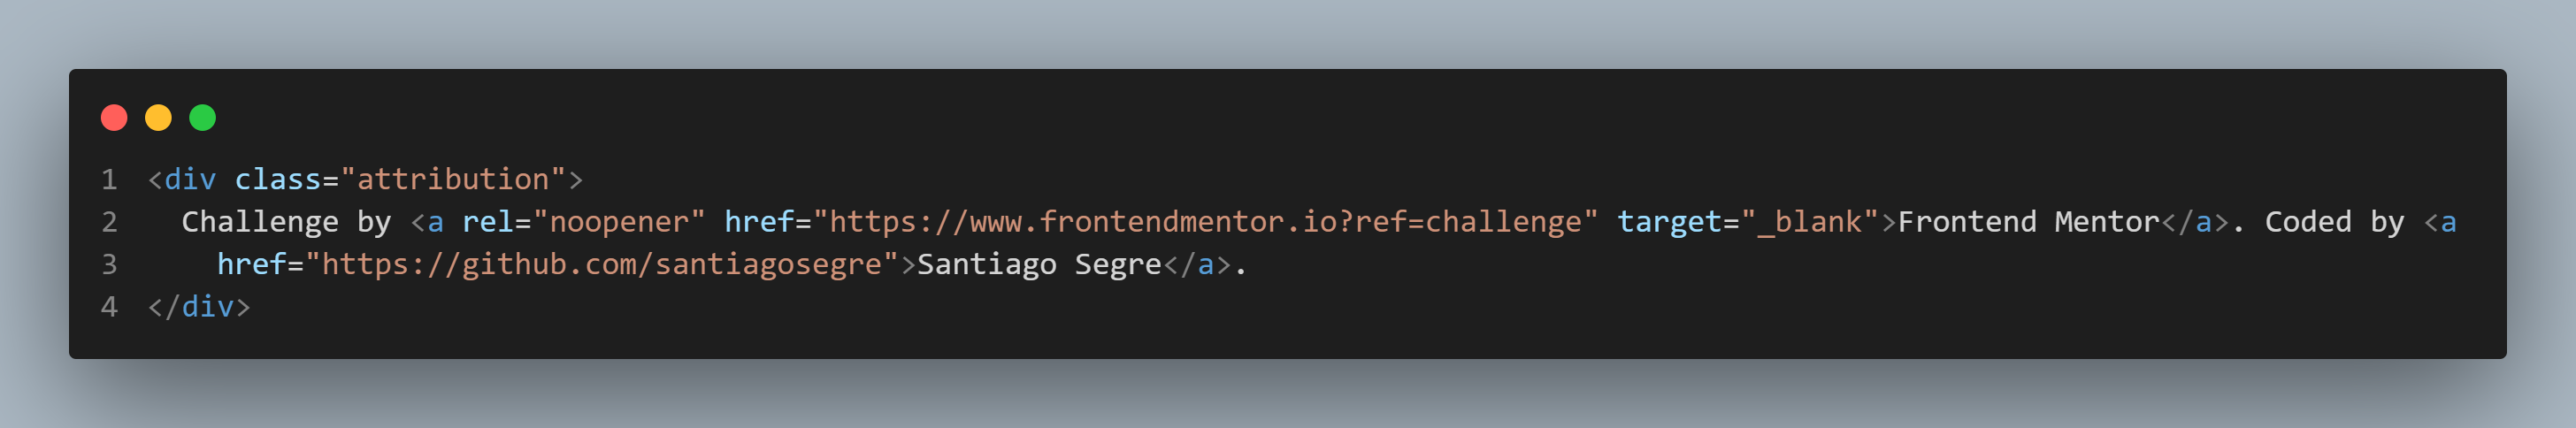 1 <div class="attribution">
2   Challenge by <a rel="noopener" href="https://www.frontendmentor.io?ref=challenge" target="_blank">Frontend Mentor</a>. Coded by <a
3     href="https://github.com/santiagosegre">Santiago Segre</a>.
4 </div>